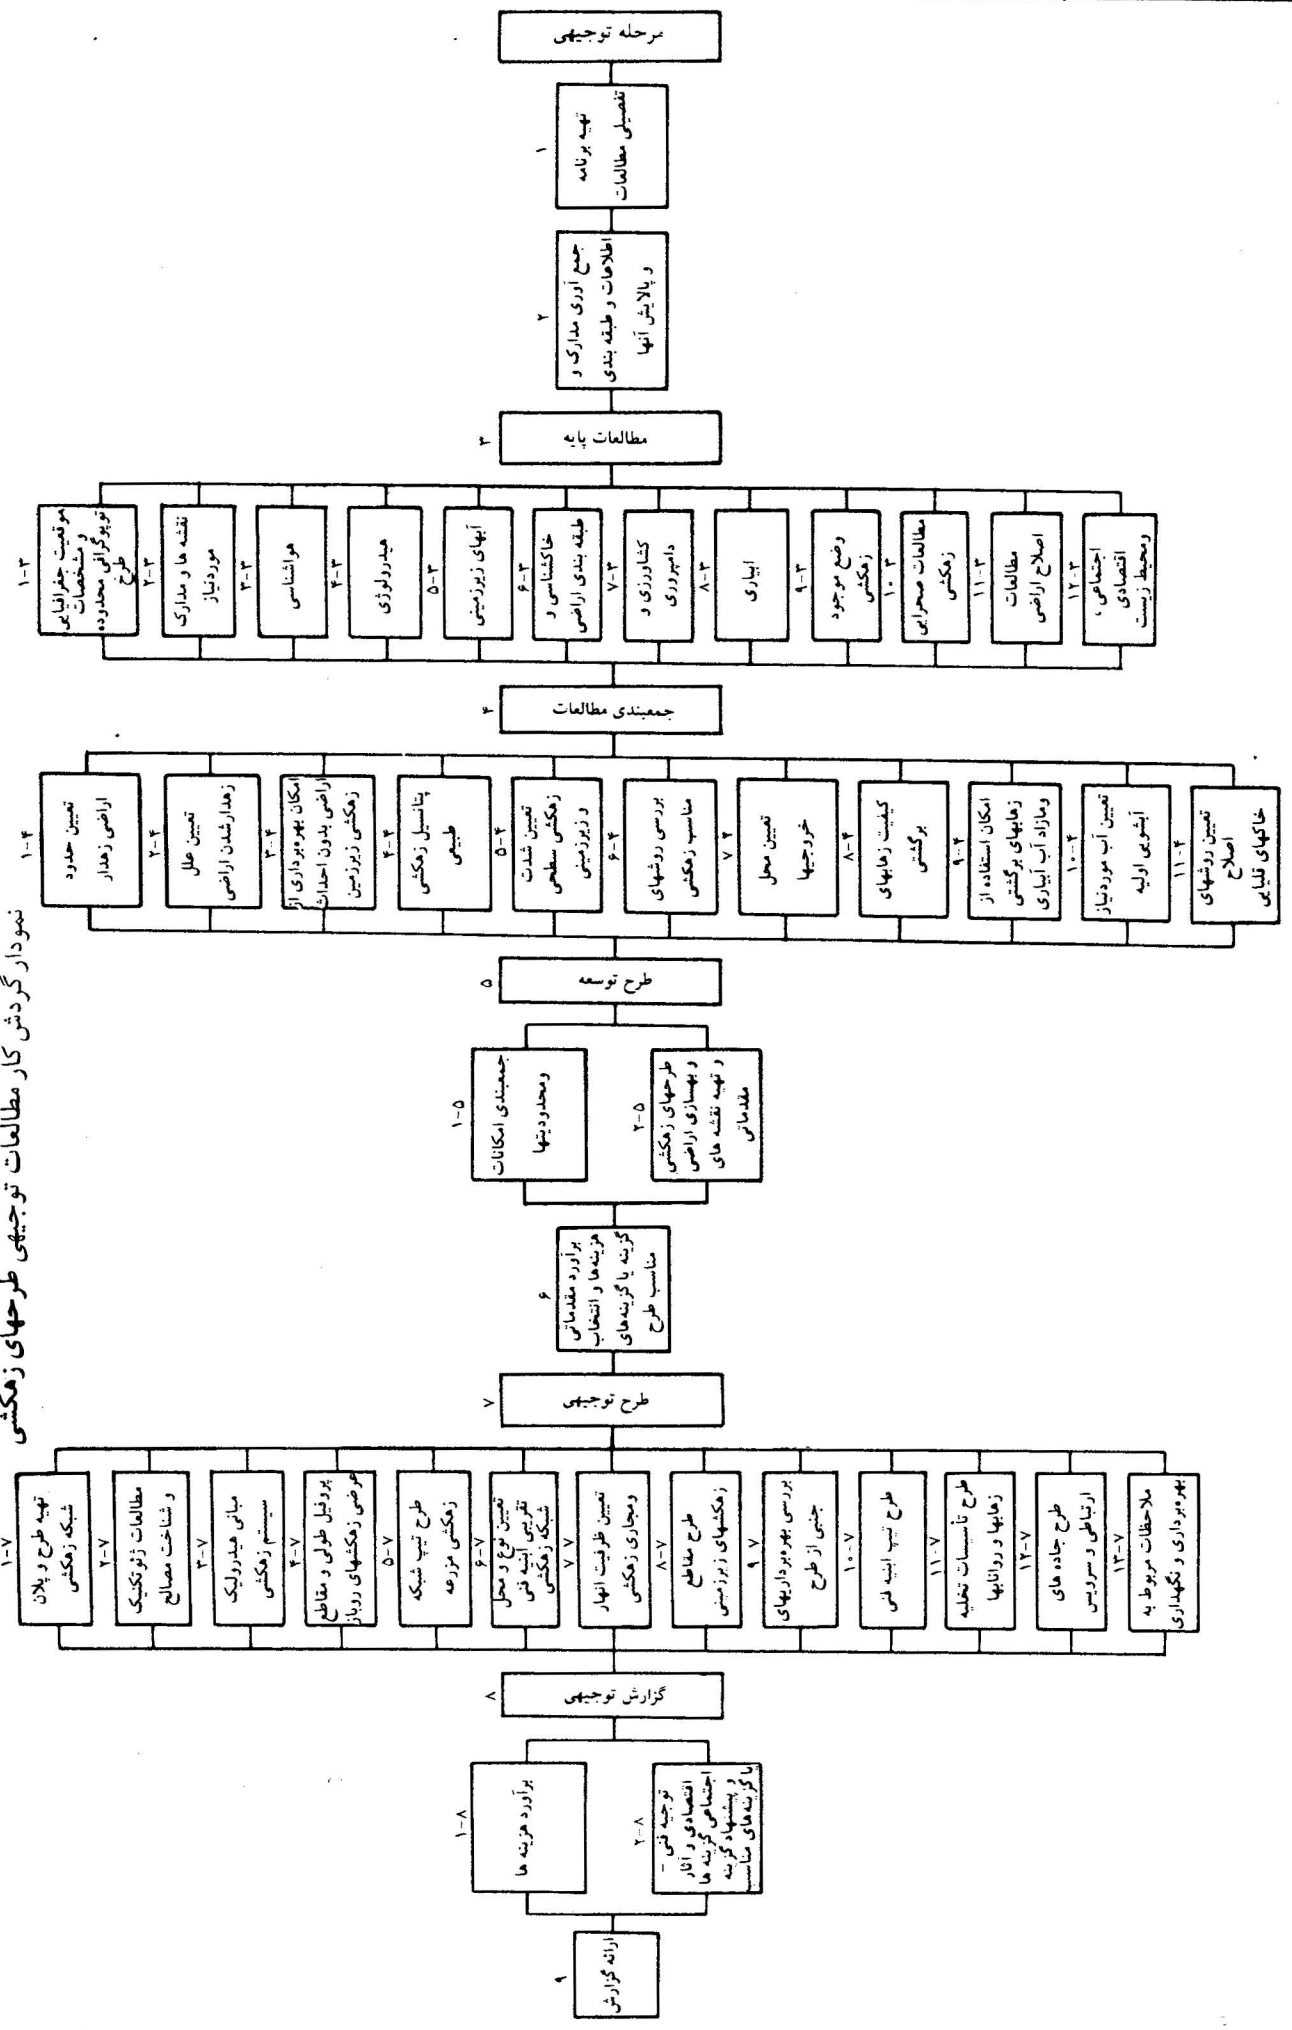 نمودار گردش کار مطالعات توجیهی طرحهای زهکشی
مرحله توجیهی
۱
تهیه برنامه
تفصیلی مطالعات
۲
جمع آوری مدارک و
اطلاعات و طبقه بندی
و پالایش آنها
۳
مطالعات پایه
۳-۱
موقعیت جغرافیایی
و مشخصات
توپوگرافی محدوده
طرح
۳-۲
نقشه ها و مدارک
موردنیاز
۳-۳
هواشناسی
۳-۴
هیدرولوژی
۳-۵
آبهای زیرزمینی
۳-۶
خاکشناسی و
طبقه بندی اراضی
۳-۷
کشاورزی و
دامپروری
۳-۸
آبیاری
۳-۹
وضع موجود
زهکشی
۳-۱۰
مطالعات صحرایی
زهکشی
۳-۱۱
مطالعات
اصلاح اراضی
۳-۱۲
اجتماعی ،
اقتصادی
ومحیط زیست
۴
جمعبندی مطالعات
۴-۱
تعیین حدود
اراضی زهدار
۴-۲
تعیین علل
زهدارشدن اراضی
۴-۳
امکان بهره‌برداری از
اراضی بدون احداث
زهکشی زیرزمین
۴-۴
پتانسیل زهکشی
طبیعی
۴-۵
تعیین شدت
زهکشی سطحی
و زیرزمینی
۴-۶
بررسی روشهای
مناسب زهکشی
۴-۷
تعیین محل
خروجیها
۴-۸
کیفیت زهابهای
برگشتی
۴-۹
امکان استفاده از
زهابهای برگشتی
ومازاد آب آبیاری
۴-۱۰
تعیین آب موردنیاز
آبشویی اولیه
۴-۱۱
تعیین روشهای
اصلاح
خاکهای قلیایی
۵
طرح توسعه
۵-۱
جمعبندی امکانات
ومحدودیتها
۵-۲
طرحهای زهکشی
و بهسازی اراضی
و تهیه نقشه های
مقدماتی
۶
برآورد مقدماتی
هزینه‌ها و انتخاب
گزینه یا گزینه‌های
مناسب طرح
۷
طرح توجیهی
۷-۱
تهیه طرح و پلان
شبکه زهکشی
۷-۲
مطالعات ژئوتکنیک
و شناخت مصالح
۷-۳
مبانی هیدرولیک
سیستم زهکشی
۷-۴
پروفیل طولی و مقاطع
عرضی زهکشهای روباز
۷-۵
طرح تیپ شبکه
زهکشی مزرعه
۷-۶
تعیین نوع و محل
تقریبی ابنیه فنی
شبکه زهکشی
۷-۷
تعیین ظرفیت انهار
ومجاری زهکشی
۷-۸
طرح مقاطع
زهکشهای زیرزمینی
۷-۹
بررسی بهره‌برداریهای
جنبی از طرح
۷-۱۰
طرح تیپ ابنیه فنی
۷-۱۱
طرح تأسیسات تخلیه
زهابها و روانابها
۷-۱۲
طرح جاده های
ارتباطی و سرویس
۷-۱۳
ملاحظات مربوط به
بهره‌برداری و نگهداری
۸
گزارش توجیهی
۸-۱
برآورد هزینه ها
۸-۲
توجیه فنی -
اقتصادی و آثار
اجتماعی گزینه ها
و پیشنهاد گزینه
یا گزینه‌های مناسب
۹
ارائه گزارش